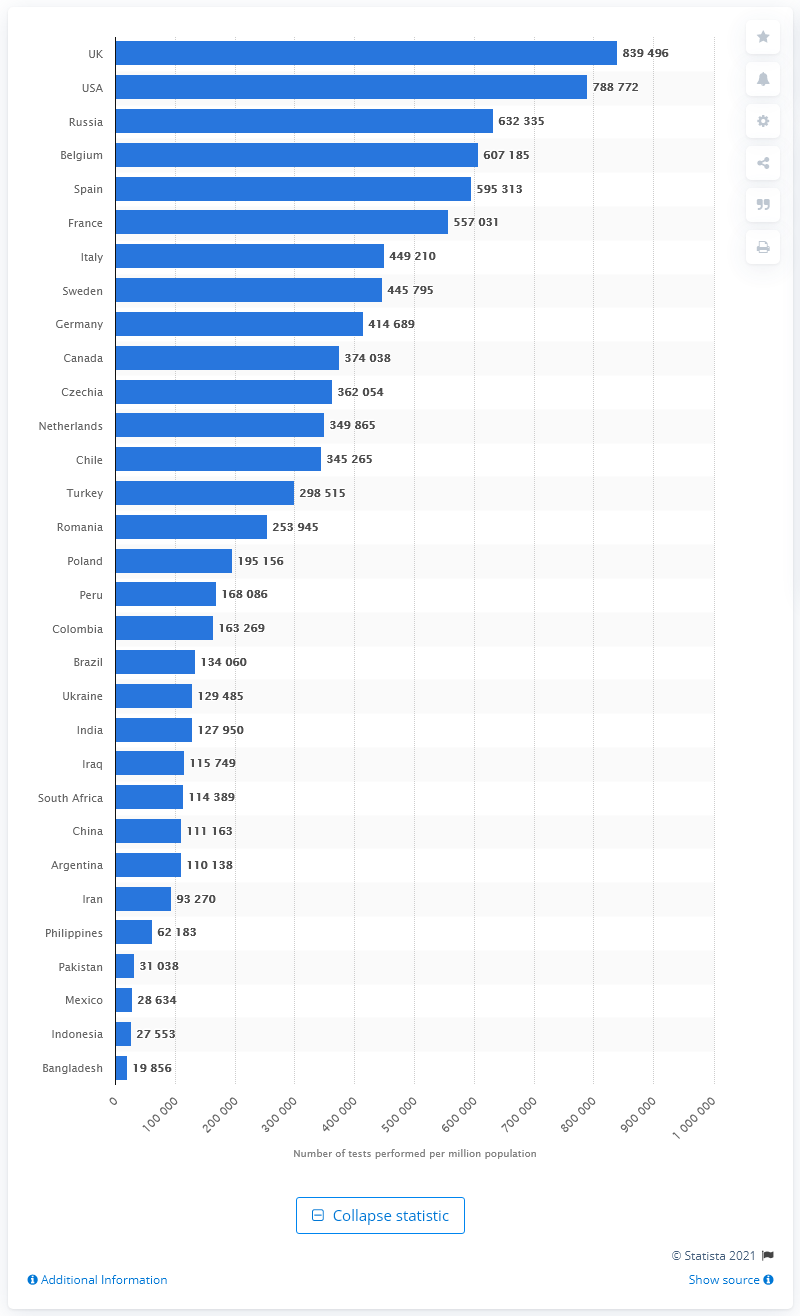 UK 839 496
USA 788 772
Russia 632 335
Belgium 607 185
Spain 595 313
France 557 031
Italy 449 210
Sweden 445 795
Germany 414 689
Canada 374 038
Czechia 362 054
Netherlands 349 865
Chile 345 265
Turkey 298 515
Romania 253 945
Poland 195 156
Peru 168 086
Colombia 163 269
Brazil 134 060
Ukraine 129 485
India 127 950
Iraq 115 749
South Africa 114 389
China 111 163
Argentina 110 138
Iran 93 270
Philippines 62 183
Pakistan 31 038
Mexico 28 634
Indonesia 27 553
Bangladesh 19 856
0 100 000 200 000 300 000 400 000 500 000 600 000 700 000 800 000 900 000 1 000 000
Number of tests performed per million population
Collapse statistic
© Statista 2021
Additional Information Show source